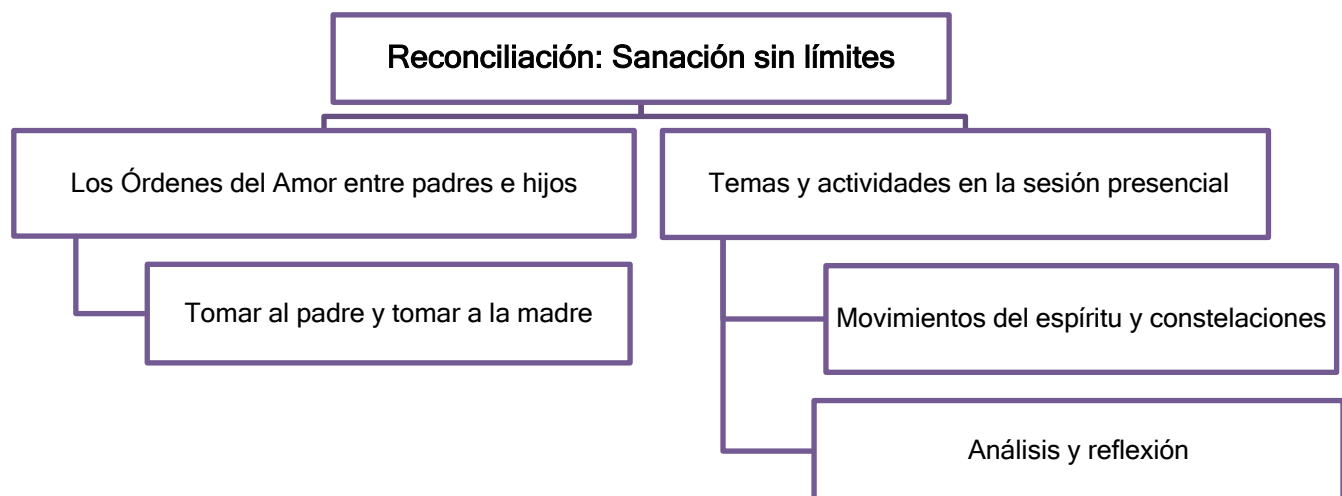 Reconciliación: Sanación sin límites
Los Órdenes del Amor entre padres e hijos
Tomar al padre y tomar a la madre
Temas y actividades en la sesión presencial
Movimientos del espíritu y constelaciones
Análisis y reflexión